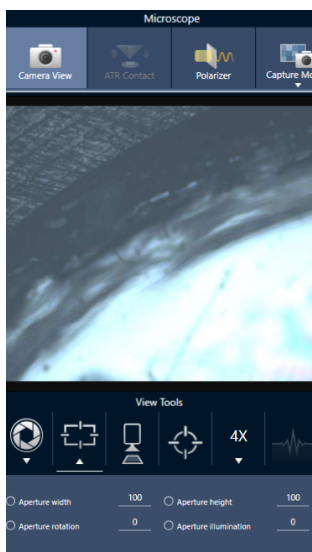 Microscope
Camera View
ATR Contact
Polarizer
Capture Mo
View Tools
4X
Aperture width 100 Aperture height 100
Aperture rotation 0 Aperture illumination 0